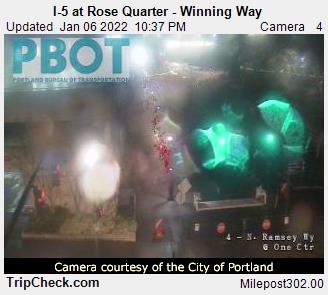 I-5 at Rose Quarter - Winning Way
Updated Jan 06 2022 10:37 PM Camera 4
PBOT
PORTLAND BUREAU OF TRANSPORTATION
4 - N. Ramsey Wy
@ One Ctr
Camera courtesy of the City of Portland
TripCheck.com Milepost302.00